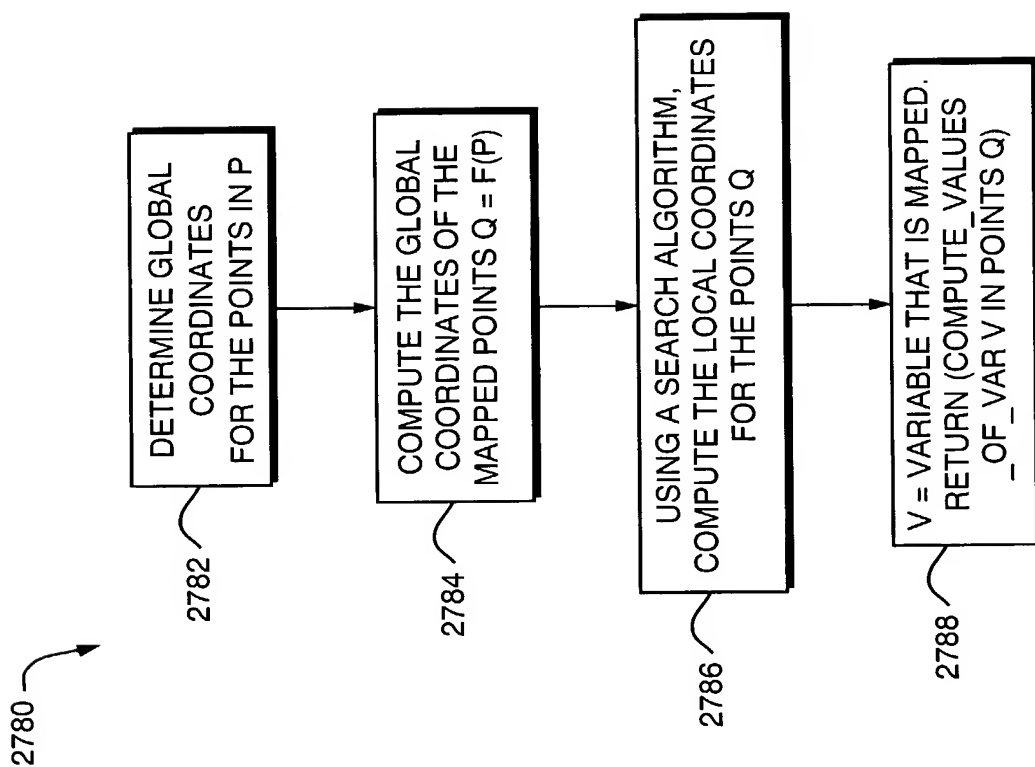 2780
DETERMINE GLOBAL
COORDINATES
FOR THE POINTS IN P
2782
COMPUTE THE GLOBAL
COORDINATES OF THE
MAPPED POINTS Q = F(P)
2784
USING A SEARCH ALGORITHM,
COMPUTE THE LOCAL COORDINATES
FOR THE POINTS Q
2786
V = VARIABLE THAT IS MAPPED.
RETURN (COMPUTE_VALUES
_OF_VAR V IN POINTS Q)
2788